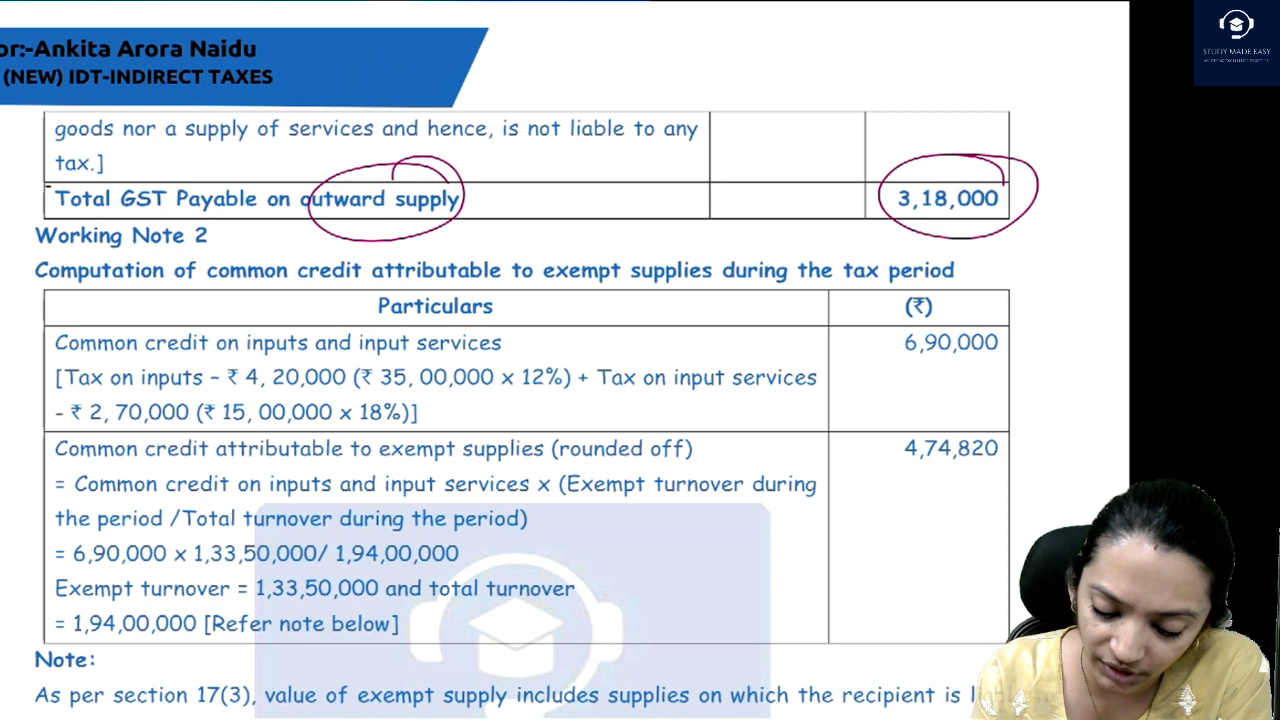 or:-Ankita Arora Naidu
(NEW) IDT-INDIRECT TAXES
STUDY MADE EASY
goods nor a supply of services and hence, is not liable to any
tax.]
Total GST Payable on outward supply 3,18,000
Working Note 2
Computation of common credit attributable to exempt supplies during the tax period
Particulars (₹)
Common credit on inputs and input services 6,90,000
[Tax on inputs – ₹ 4, 20,000 (₹ 35, 00,000 x 12%) + Tax on input services
- ₹ 2, 70,000 (₹ 15, 00,000 x 18%)]
Common credit attributable to exempt supplies (rounded off) 4,74,820
= Common credit on inputs and input services x (Exempt turnover during
the period /Total turnover during the period)
= 6,90,000 x 1,33,50,000/ 1,94,00,000
Exempt turnover = 1,33,50,000 and total turnover
= 1,94,00,000 [Refer note below]
Note:
As per section 17(3), value of exempt supply includes supplies on which the recipient is